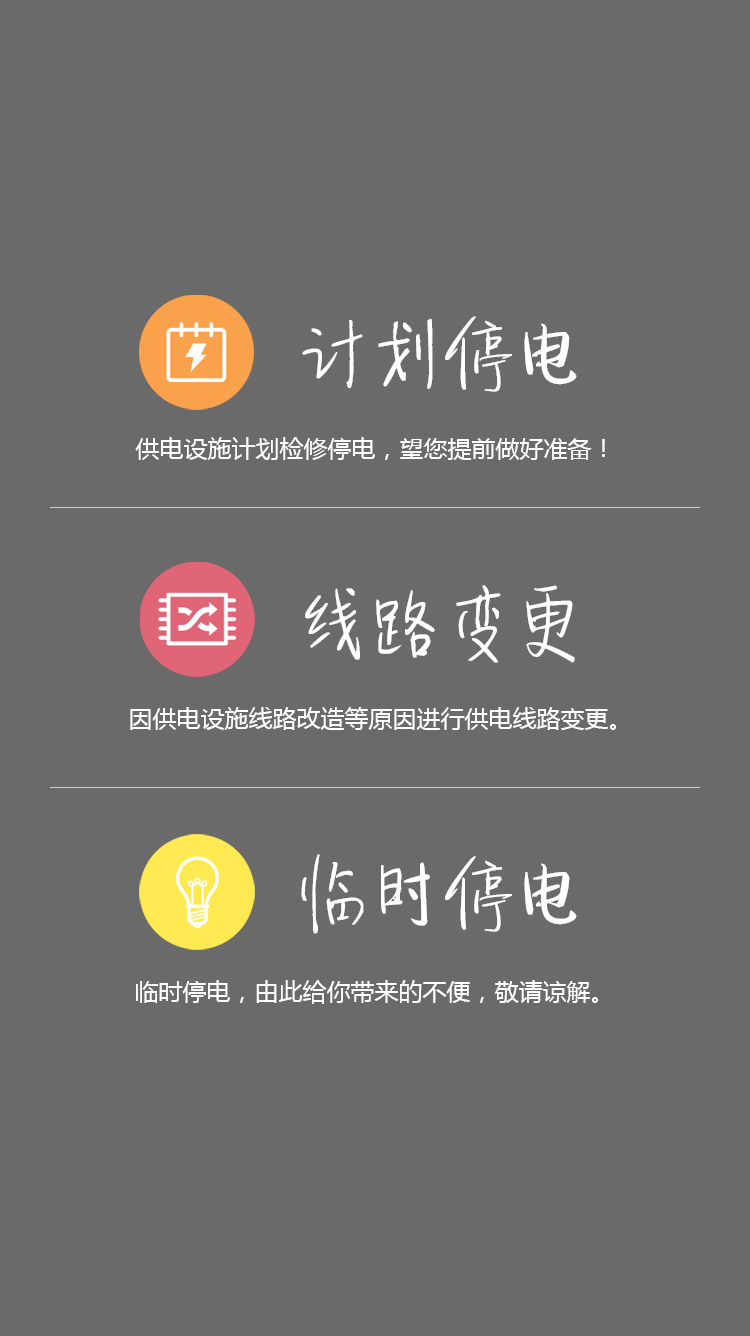 计划停电
供电设施计划检修停电，望您提前做好准备！
线路变更
因供电设施线路改造等原因进行供电线路变更。
临时停电
临时停电，由此给你带来的不便，敬请谅解。